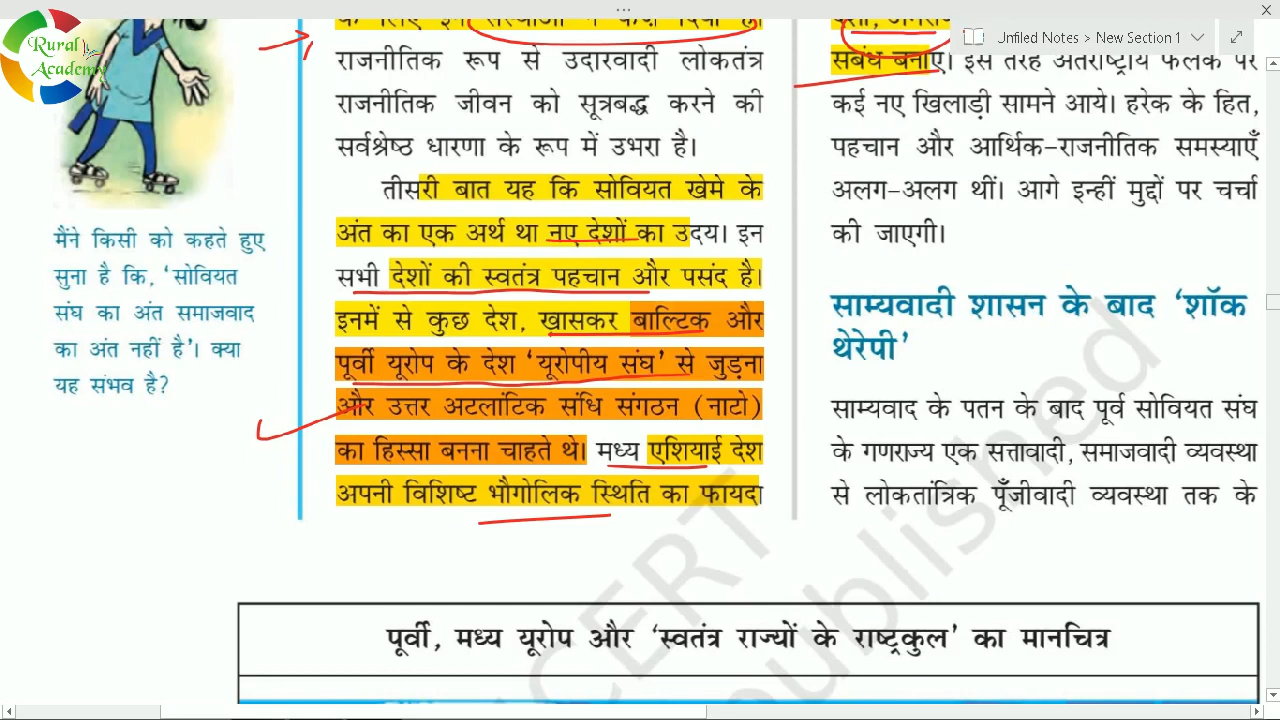 Rural
Academy
Unfiled Notes > New Section 1
मैंने किसी को कहते हुए
सुना है कि, ‘सोवियत
संघ का अंत समाजवाद
का अंत नहीं है’। क्या
यह संभव है?
के लिए इन संस्थाओं ने कड़ी दिया है।
राजनीतिक रूप से उदारवादी लोकतंत्र
राजनीतिक जीवन को सूत्रबद्ध करने की
सर्वश्रेष्ठ धारणा के रूप में उभरा है।
तीसरी बात यह कि सोवियत खेमे के
अंत का एक अर्थ था नए देशों का उदय। इन
सभी देशों की स्वतंत्र पहचान और पसंद है।
इनमें से कुछ देश, खासकर बाल्टिक और
पूर्वी यूरोप के देश ‘यूरोपीय संघ’ से जुड़ना
और उत्तर अटलांटिक संधि संगठन (नाटो)
का हिस्सा बनना चाहते थे। मध्य एशियाई देश
अपनी विशिष्ट भौगोलिक स्थिति का फायदा
संबंध बनाए। इस तरह अंतर्राष्ट्रीय फलक पर
कई नए खिलाड़ी सामने आये। हरेक के हित,
पहचान और आर्थिक-राजनीतिक समस्याएँ
अलग-अलग थीं। आगे इन्हीं मुद्दों पर चर्चा
की जाएगी।
साम्यवादी शासन के बाद ‘शॉक
थेरेपी’
साम्यवाद के पतन के बाद पूर्व सोवियत संघ
के गणराज्य एक सत्तावादी, समाजवादी व्यवस्था
से लोकतांत्रिक पूँजीवादी व्यवस्था तक के
पूर्वी, मध्य यूरोप और ‘स्वतंत्र राज्यों के राष्ट्रकुल’ का मानचित्र
published